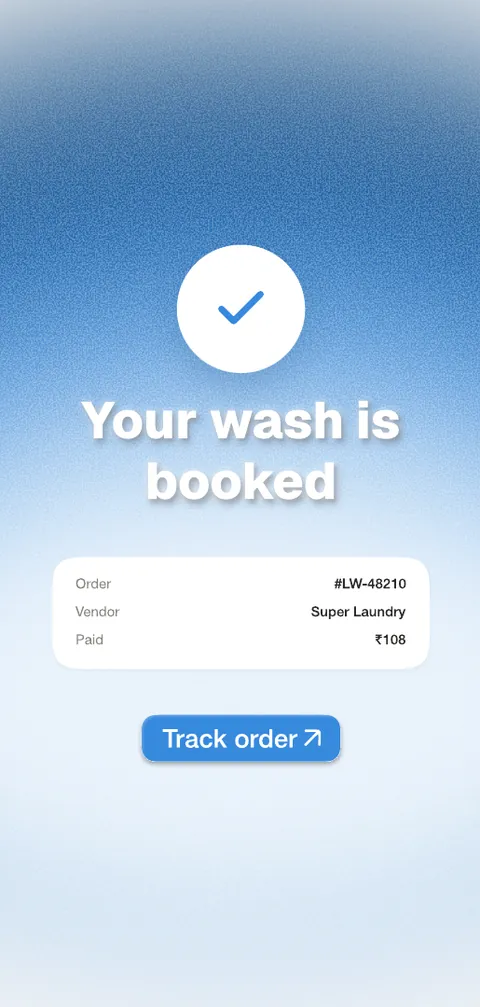 Your wash is
booked
Order #LW-48210
Vendor Super Laundry
Paid ₹108
Track order